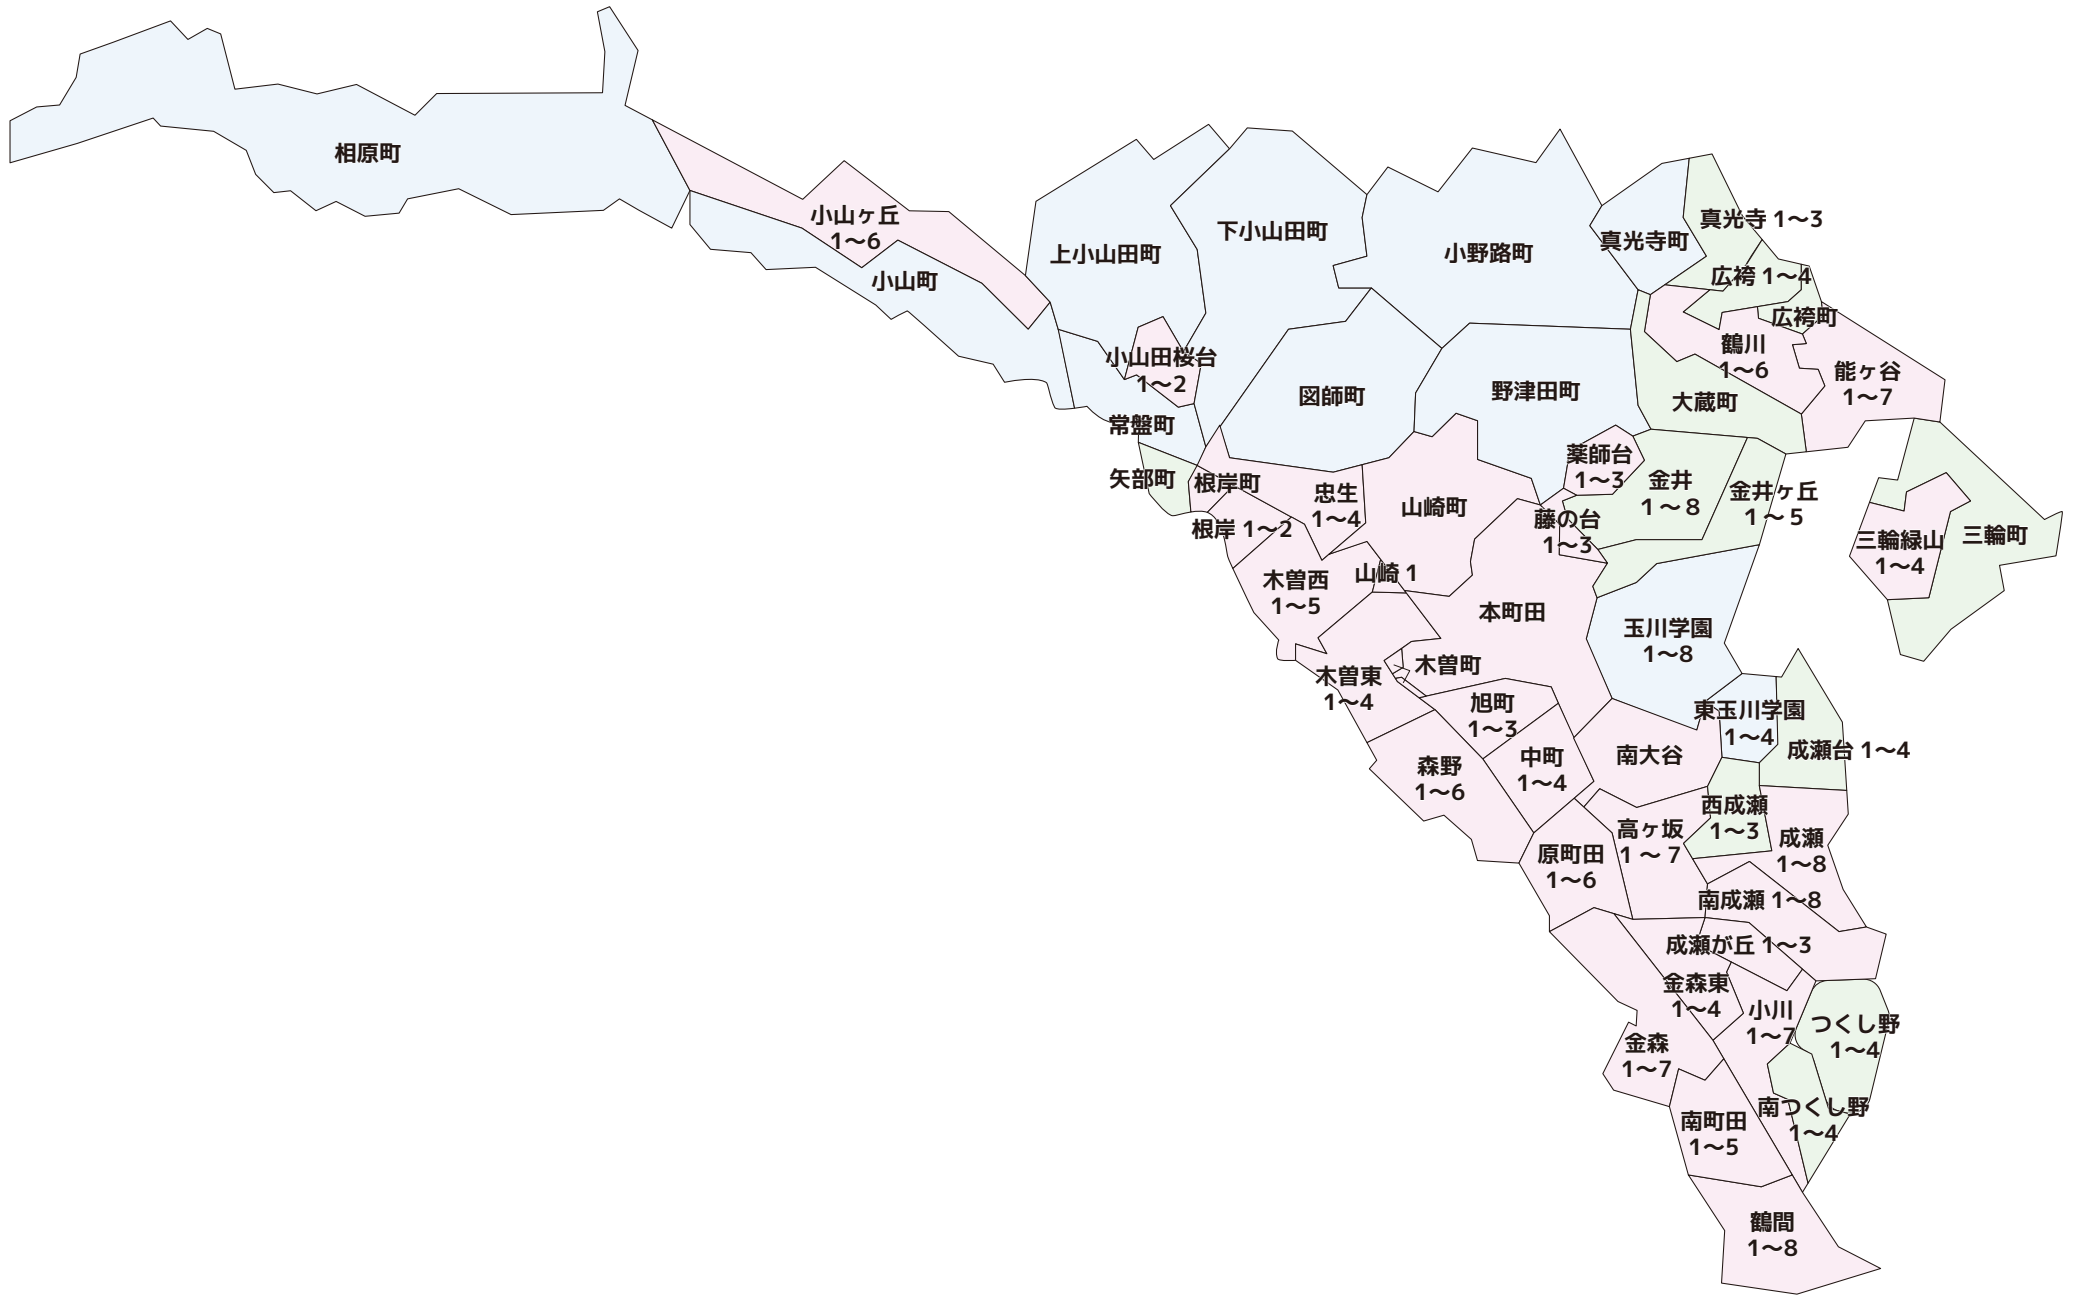 相原町
小山ヶ丘
1〜6
小山町
上小山田町
下小山田町
小野路町
真光寺町
真光寺 1〜3
広袴 1〜4
広袴町
鶴川
1〜6
能ヶ谷
1〜7
大蔵町
小山田桜台
1〜2
図師町
野津田町
常盤町
矢部町
根岸町
根岸 1〜2
忠生
1〜4
山崎町
薬師台
1〜3
藤の台
1〜3
金井
1〜8
金井ヶ丘
1〜5
三輪緑山
1〜4
三輪町
木曽西
1〜5
山崎 1
本町田
玉川学園
1〜8
木曽町
木曽東
1〜4
旭町
1〜3
東玉川学園
1〜4
成瀬台 1〜4
森野
1〜6
中町
1〜4
南大谷
西成瀬
1〜3
高ヶ坂
1〜7
成瀬
1〜8
原町田
1〜6
南成瀬 1〜8
成瀬が丘 1〜3
金森東
1〜4
小川
1〜7
つくし野
1〜4
金森
1〜7
南つくし野
1〜4
南町田
1〜5
鶴間
1〜8